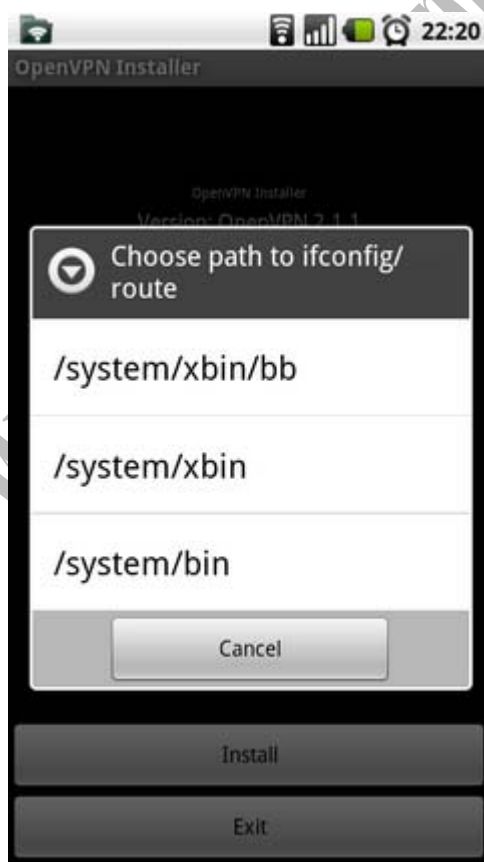 22:20
OpenVPN Installer
OpenVPN Installer
Version: OpenVPN 2.1.1
Choose path to ifconfig/
route
/system/xbin/bb
/system/xbin
/system/bin
Cancel
Install
Exit